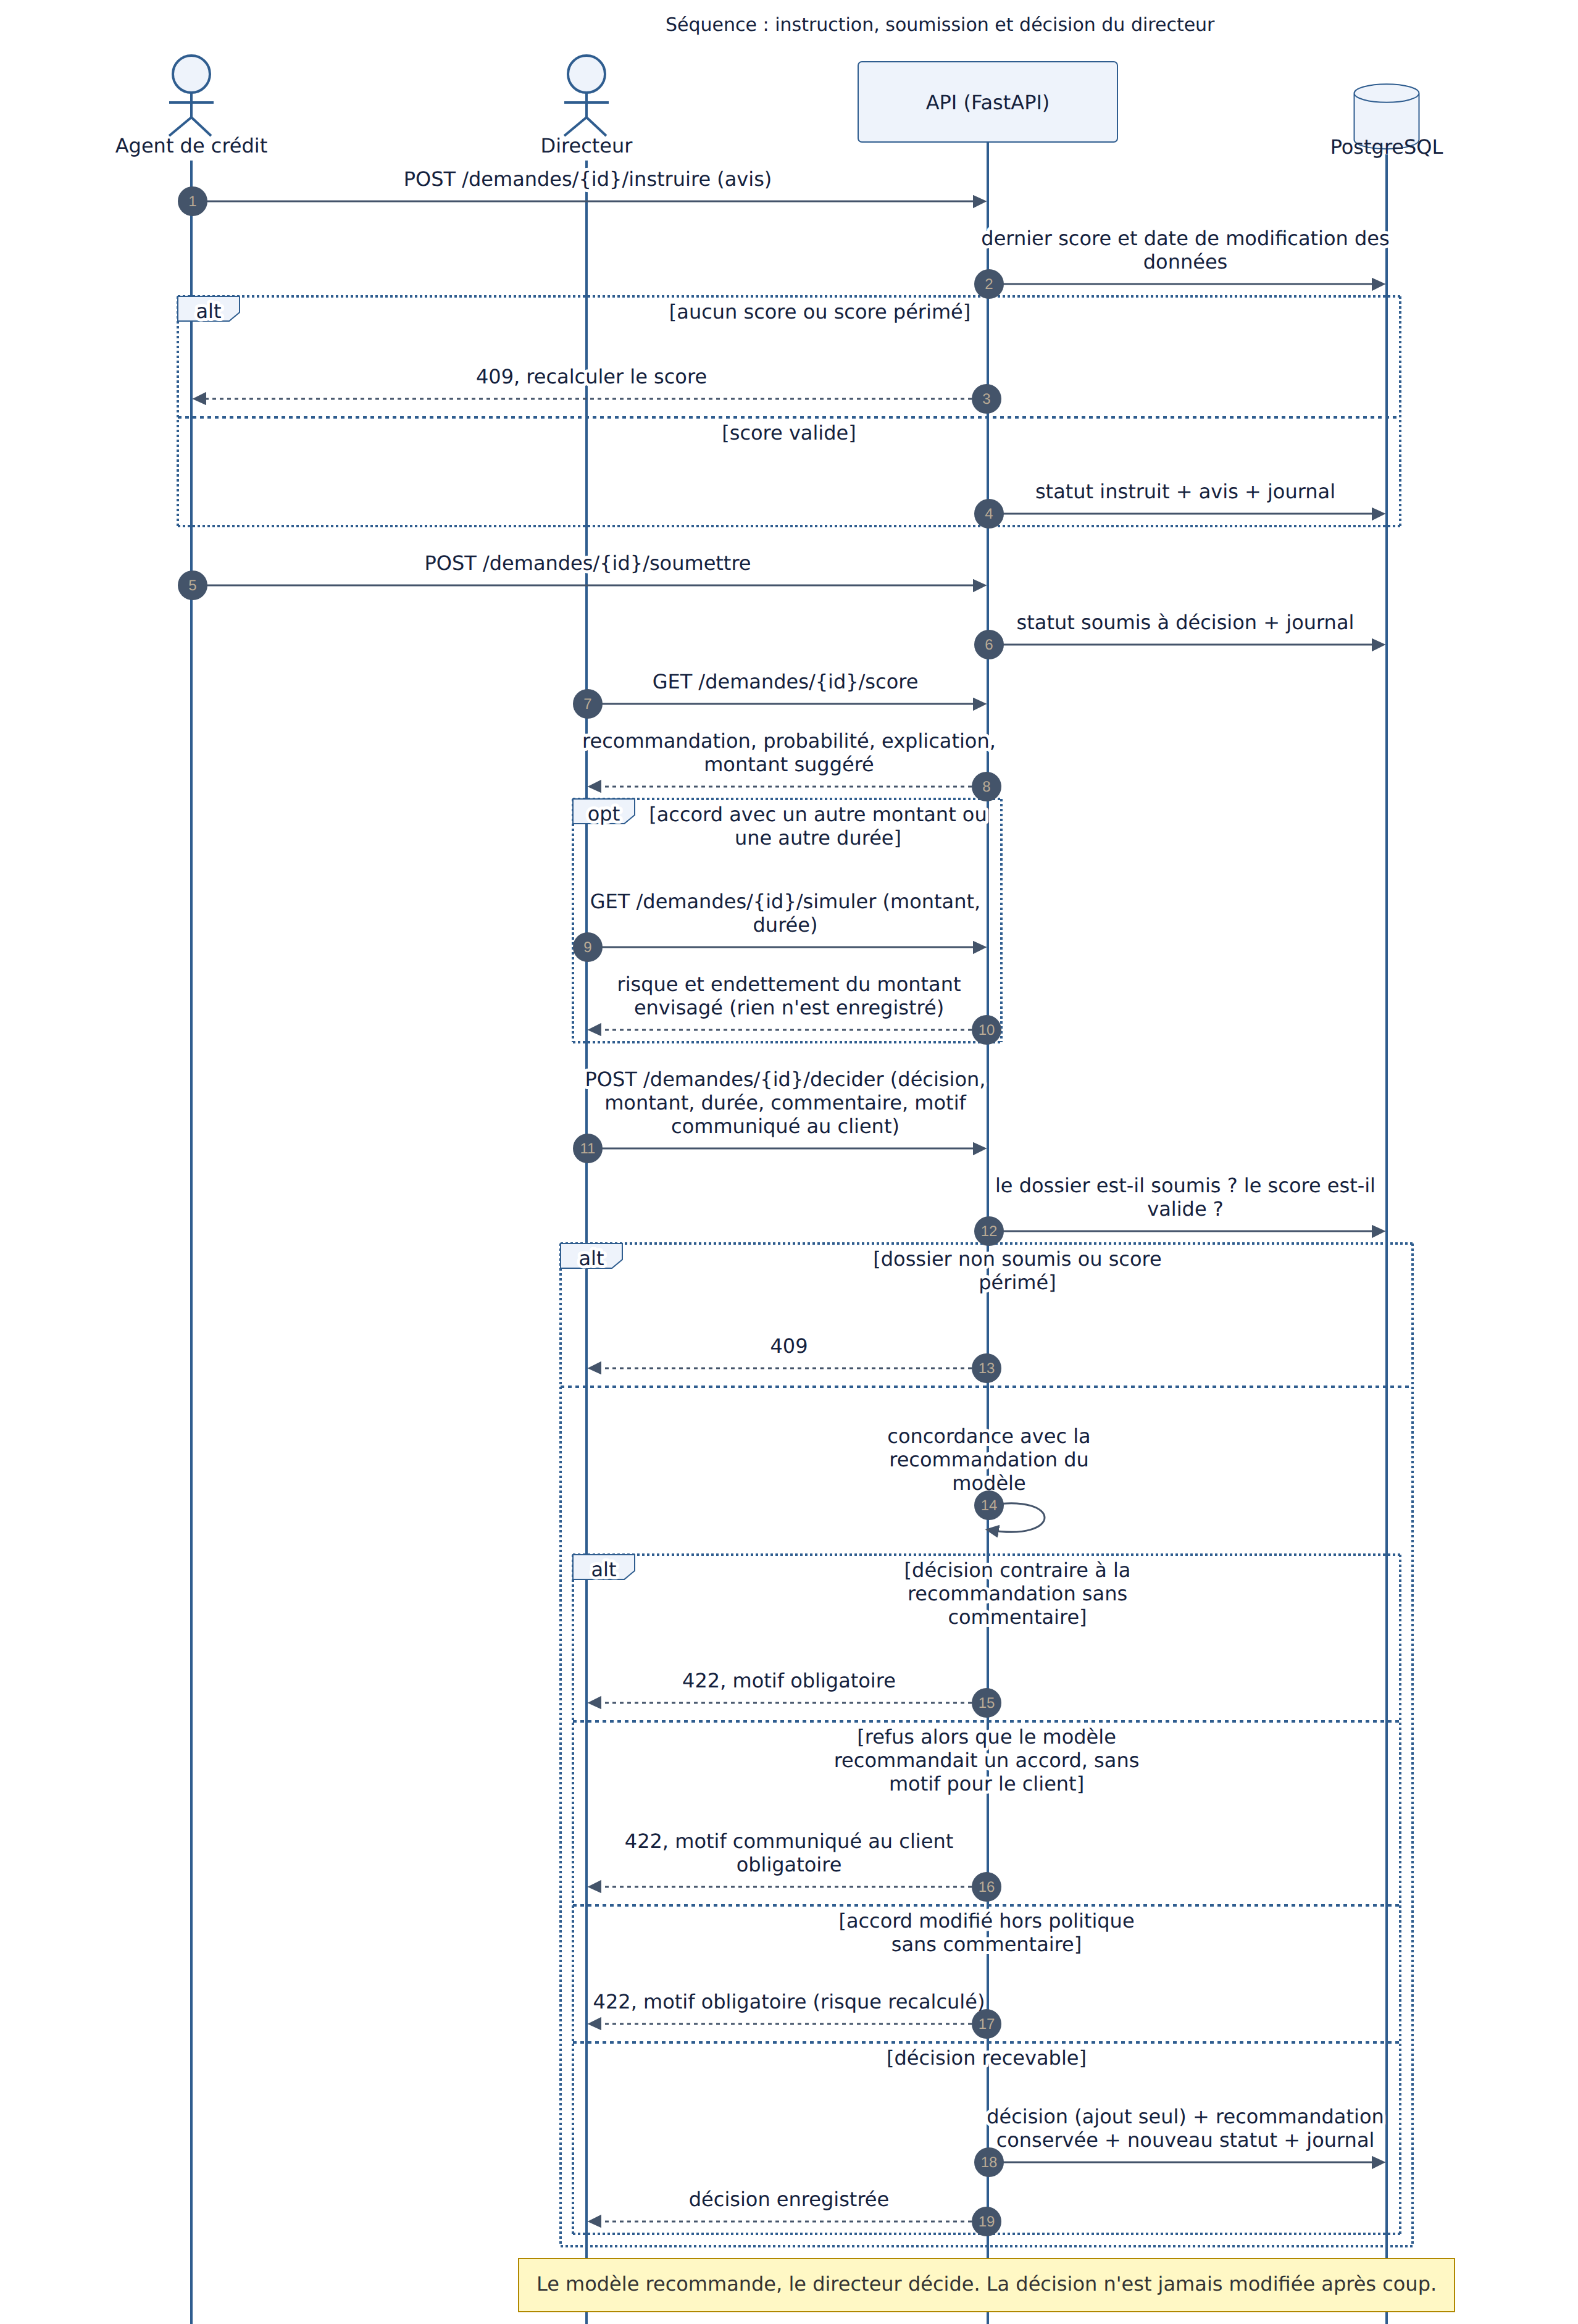 Séquence : instruction, soumission et décision du directeur
Agent de crédit
Directeur
API (FastAPI)
PostgreSQL
POST /demandes/{id}/instruire (avis)
1
dernier score et date de modification des
données
2
alt
[aucun score ou score périmé]
409, recalculer le score
3
[score valide]
statut instruit + avis + journal
4
POST /demandes/{id}/soumettre
5
statut soumis à décision + journal
6
GET /demandes/{id}/score
7
recommandation, probabilité, explication,
montant suggéré
8
opt
[accord avec un autre montant ou
une autre durée]
GET /demandes/{id}/simuler (montant,
durée)
9
risque et endettement du montant
envisagé (rien n'est enregistré)
10
POST /demandes/{id}/decider (décision,
montant, durée, commentaire, motif
communiqué au client)
11
le dossier est-il soumis ? le score est-il
valide ?
12
alt
[dossier non soumis ou score
périmé]
409
13
concordance avec la
recommandation du
modèle
14
alt
[décision contraire à la
recommandation sans
commentaire]
422, motif obligatoire
15
[refus alors que le modèle
recommandait un accord, sans
motif pour le client]
422, motif communiqué au client
obligatoire
16
[accord modifié hors politique
sans commentaire]
422, motif obligatoire (risque recalculé)
17
[décision recevable]
décision (ajout seul) + recommandation
conservée + nouveau statut + journal
18
décision enregistrée
19
Le modèle recommande, le directeur décide. La décision n'est jamais modifiée après coup.